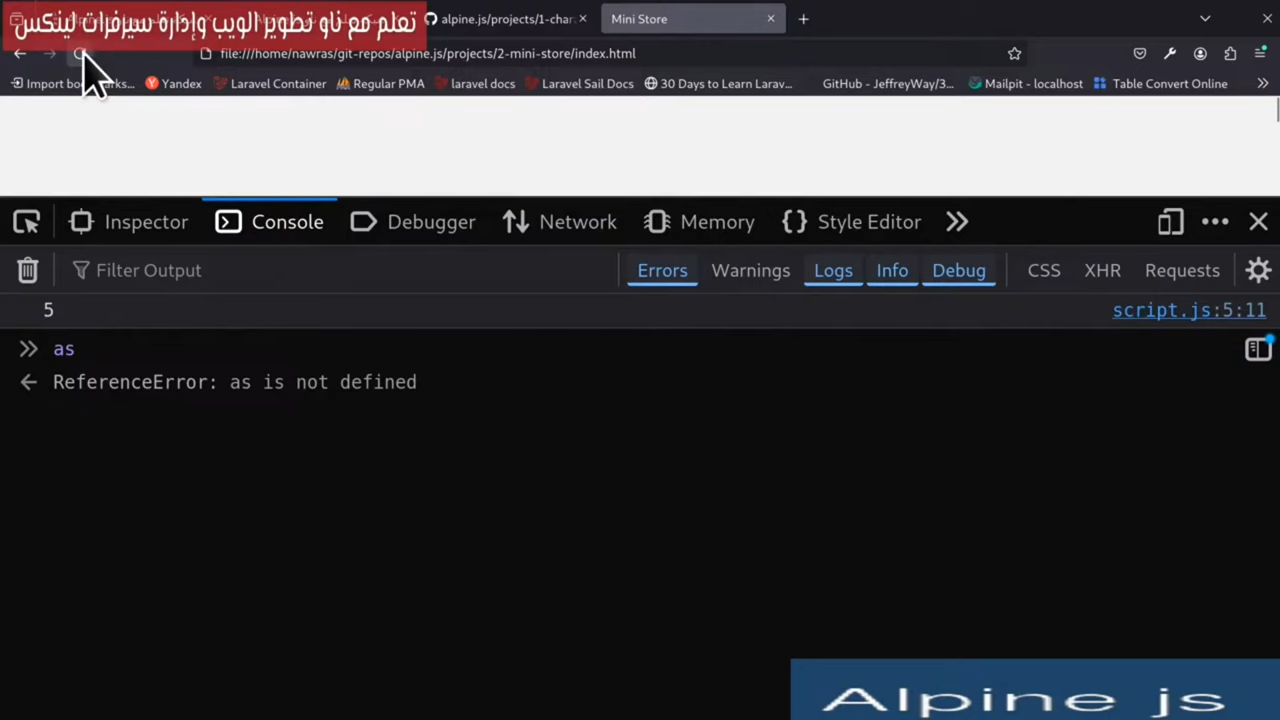 تعلم مع ناو تطوير الويب وإدارة سيرفرات لينكس
alpine.js/projects/1-char
Mini Store
file:///home/nawras/git-repos/alpine.js/projects/2-mini-store/index.html
Import bookmarks...
Yandex
Laravel Container
Regular PMA
laravel docs
Laravel Sail Docs
30 Days to Learn Larav...
GitHub - JeffreyWay/3...
Mailpit - localhost
Table Convert Online
Inspector
Console
Debugger
Network
Memory
Style Editor
Filter Output
Errors
Warnings
Logs
Info
Debug
CSS
XHR
Requests
5
script.js:5:11
as
ReferenceError: as is not defined
Alpine js